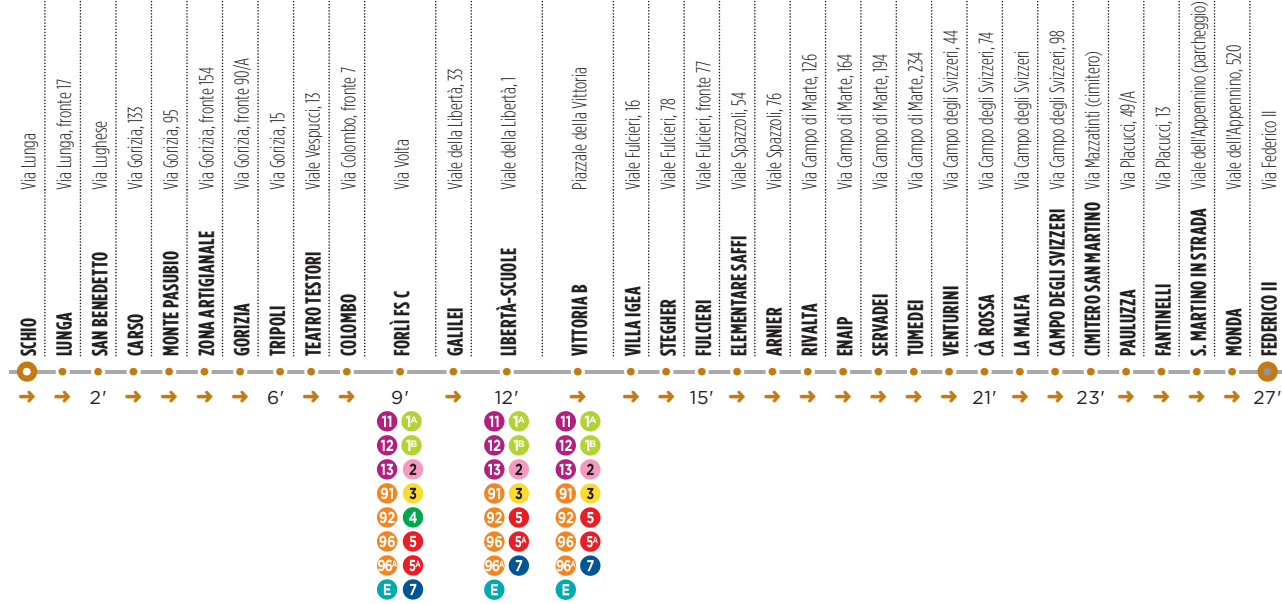 Via Lunga
Via Lunga, fronte 17
Via Lughese
Via Gorizia, 133
Via Gorizia, 95
Via Gorizia, fronte 154
Via Gorizia, fronte 90/A
Via Gorizia, 15
Viale Vespucci, 13
Via Colombo, fronte 7
Via Volta
Viale della Libertà, 33
Viale della Libertà, 1
Piazzale della Vittoria
Viale Fulcieri, 16
Viale Fulcieri, 78
Viale Fulcieri, fronte 77
Viale Spazzoli, 54
Viale Spazzoli, 76
Via Campo di Marte, 126
Via Campo di Marte, 164
Via Campo di Marte, 194
Via Campo di Marte, 234
Via Campo degli Svizzeri, 44
Via Campo degli Svizzeri, 74
Via Campo degli Svizzeri
Via Campo degli Svizzeri, 98
Via Mazzatinti (cimitero)
Via Placucci, 49/A
Via Placucci, 13
Viale dell'Appennino (parcheggio)
Viale dell'Appennino, 520
Via Federico II
SCHIO
LUNGA
SAN BENEDETTO
CARSO
MONTE PASUBIO
ZONA ARTIGIANALE
GORIZIA
TRIPOLI
TEATRO TESTORI
COLOMBO
FORLÌ FS C
GALILEI
LIBERTÀ-SCUOLE
VITTORIA B
VILLA IGEA
STEGHER
FULCIERI
ELEMENTARE SAFFI
ARNIER
RIVALTA
ENAIP
SERVADEI
TUMEDEI
VENTURINI
CÀ ROSSA
LA MALFA
CAMPO DEGLI SVIZZERI
CIMITERO SAN MARTINO
PAULUZZA
FANTINELLI
S. MARTINO IN STRADA
MONDA
FEDERICO II
➜ ➜ 2' ➜ ➜ ➜ ➜ 6' ➜ ➜ 9' ➜ 12' ➜ ➜ ➜ 15' ➜ ➜ ➜ ➜ ➜ ➜ ➜ 21' ➜ ➜ 23' ➜ ➜ ➜ ➜ 27'
11 1A 11 1A 11 1A
12 1B 12 1B 12 1B
13 2 13 2 13 2
91 3 91 3 91 3
92 4 92 5 92 5
96 5 96 5A 96 5A
96A 5A 96A 7 96A 7
E 7 E E